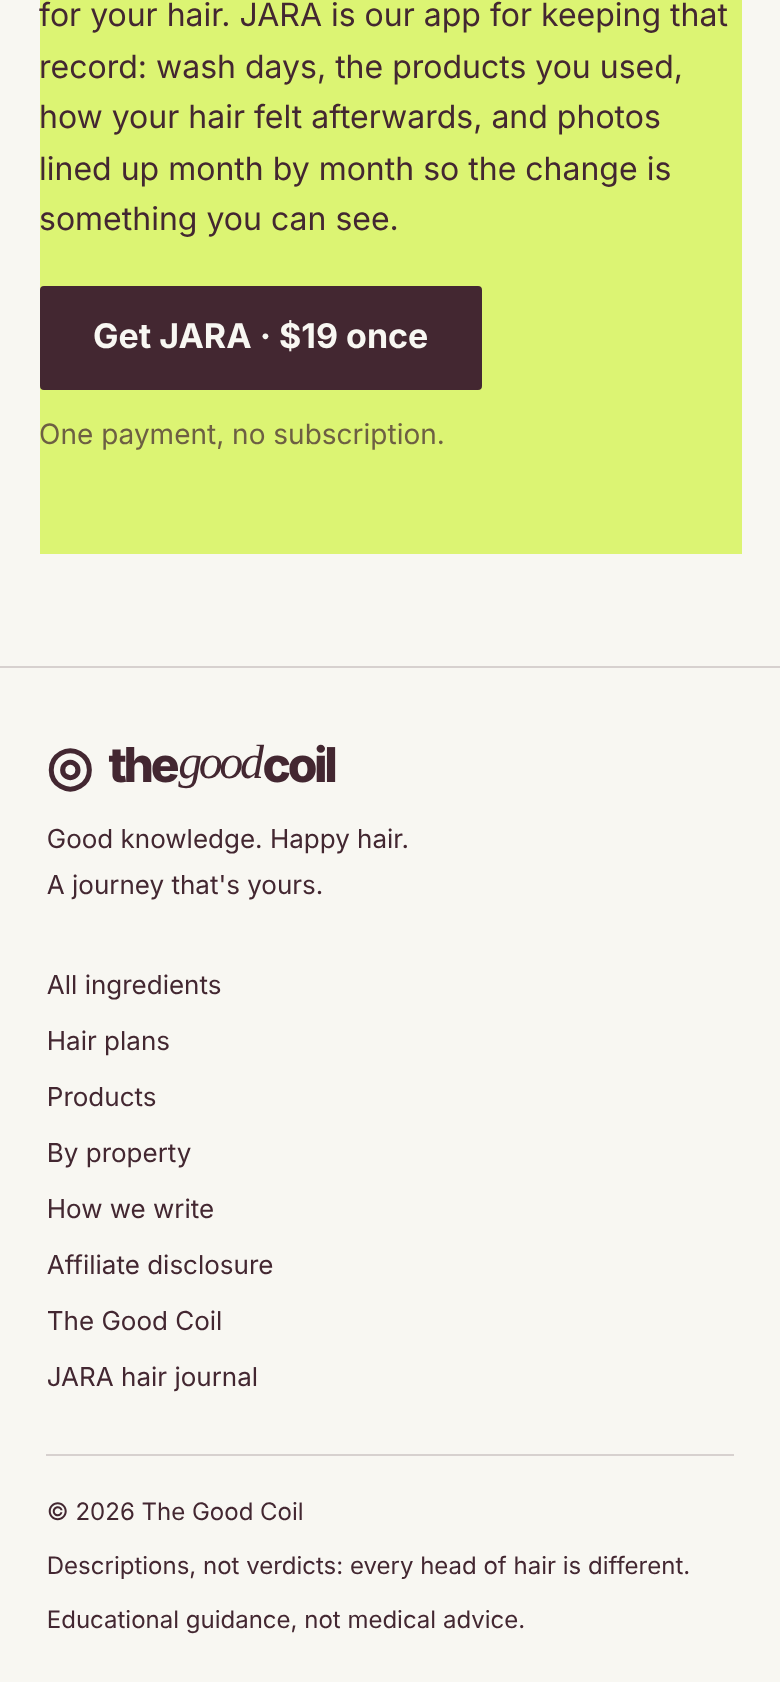 for your hair. JARA is our app for keeping that
record: wash days, the products you used,
how your hair felt afterwards, and photos
lined up month by month so the change is
something you can see.
Get JARA · $19 once
One payment, no subscription.
thegoodcoil
Good knowledge. Happy hair.
A journey that's yours.
All ingredients
Hair plans
Products
By property
How we write
Affiliate disclosure
The Good Coil
JARA hair journal
© 2026 The Good Coil
Descriptions, not verdicts: every head of hair is different.
Educational guidance, not medical advice.